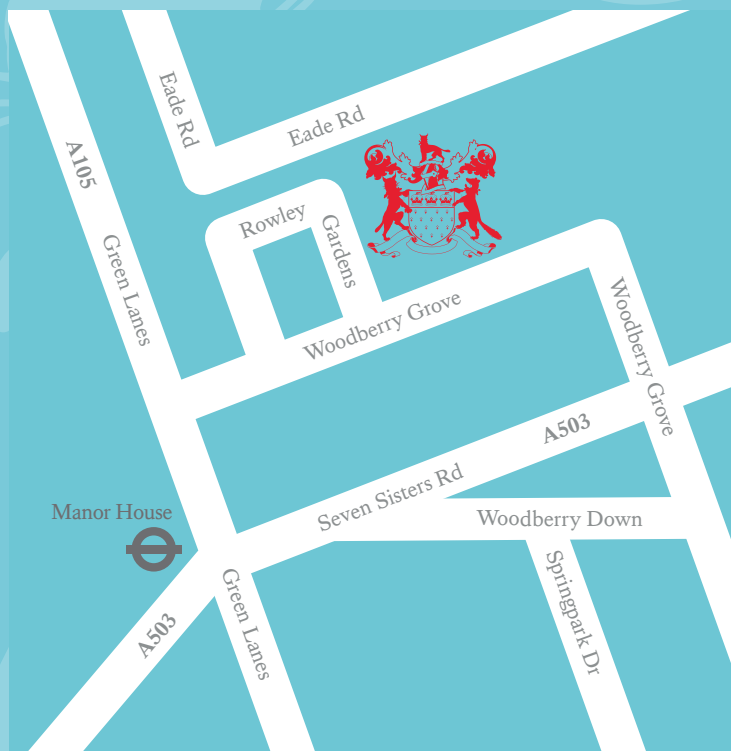 Eade Rd
Eade Rd
A105
Green Lanes
Rowley
Gardens
Woodberry Grove
Woodberry Grove
A503
Seven Sisters Rd
Manor House
Woodberry Down
Green Lanes
Springpark Dr
A503